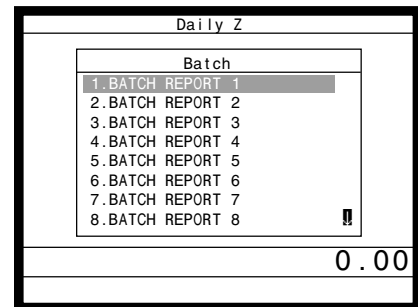 Daily Z
Batch
1.BATCH REPORT 1
2.BATCH REPORT 2
3.BATCH REPORT 3
4.BATCH REPORT 4
5.BATCH REPORT 5
6.BATCH REPORT 6
7.BATCH REPORT 7
8.BATCH REPORT 8
0.00